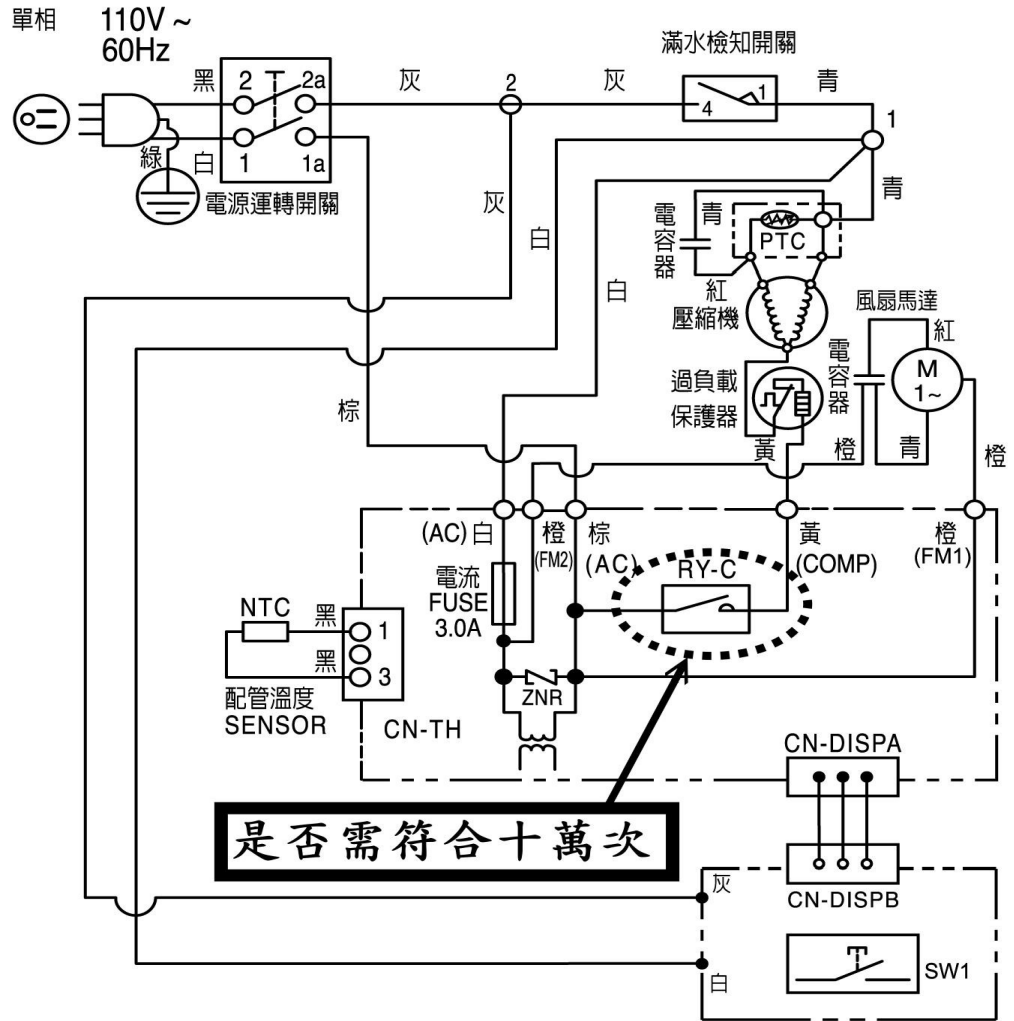 單相
110V ~
60Hz
黑
2
2a
灰
2
灰
滿水檢知開關
4
1
青
1
綠
白
1
1a
電源運轉開關
灰
白
白
青
電容器
青
PTC
紅
壓縮機
風扇馬達
紅
M
1~
電容器
過負載
保護器
棕
黃
橙
青
橙
(AC)
白
橙
(FM2)
棕
(AC)
黃
(COMP)
橙
(FM1)
RY-C
電流
FUSE
3.0A
NTC
黑
1
黑
3
配管溫度
SENSOR
CN-TH
ZNR
CN-DISPA
是否需符合十萬次
CN-DISPB
灰
白
SW1